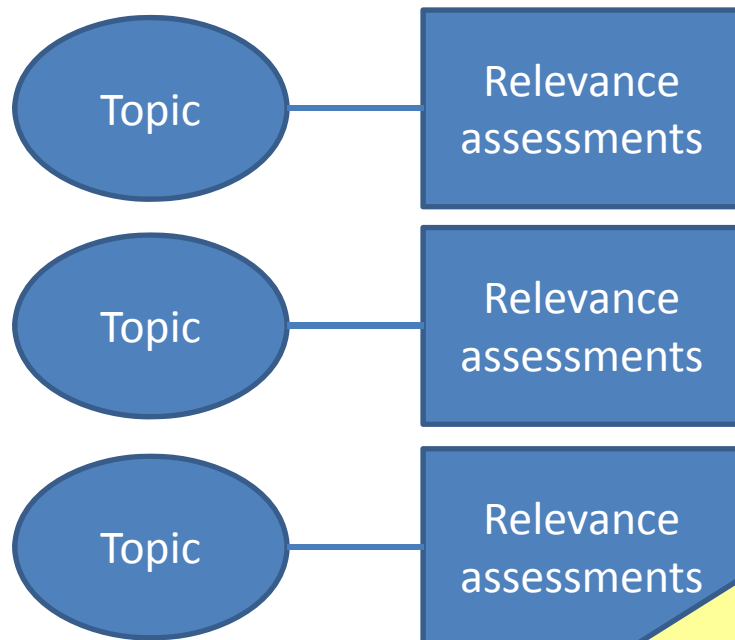 Topic
Relevance
assessments
Topic
Relevance
assessments
Topic
Relevance
assessments